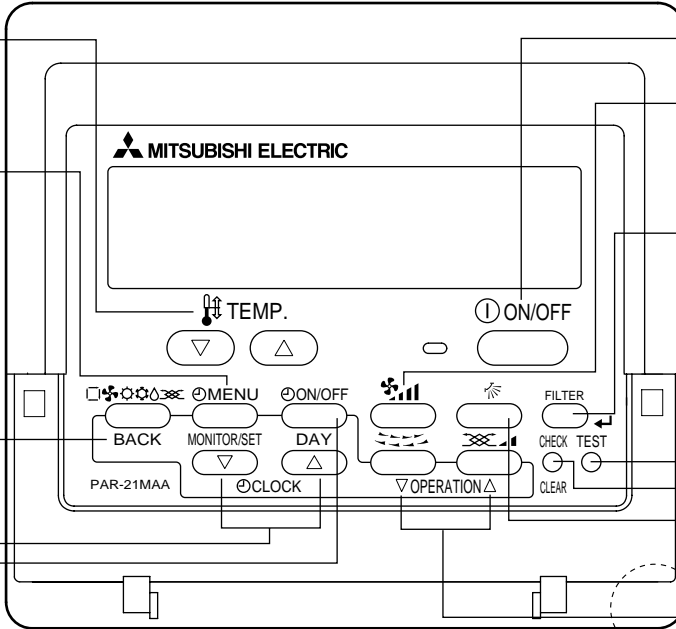 MITSUBISHI ELECTRIC
TEMP.
ON/OFF
MENU
ON/OFF
FILTER
BACK
MONITOR/SET
DAY
CHECK
TEST
PAR-21MAA
CLOCK
OPERATION
CLEAR